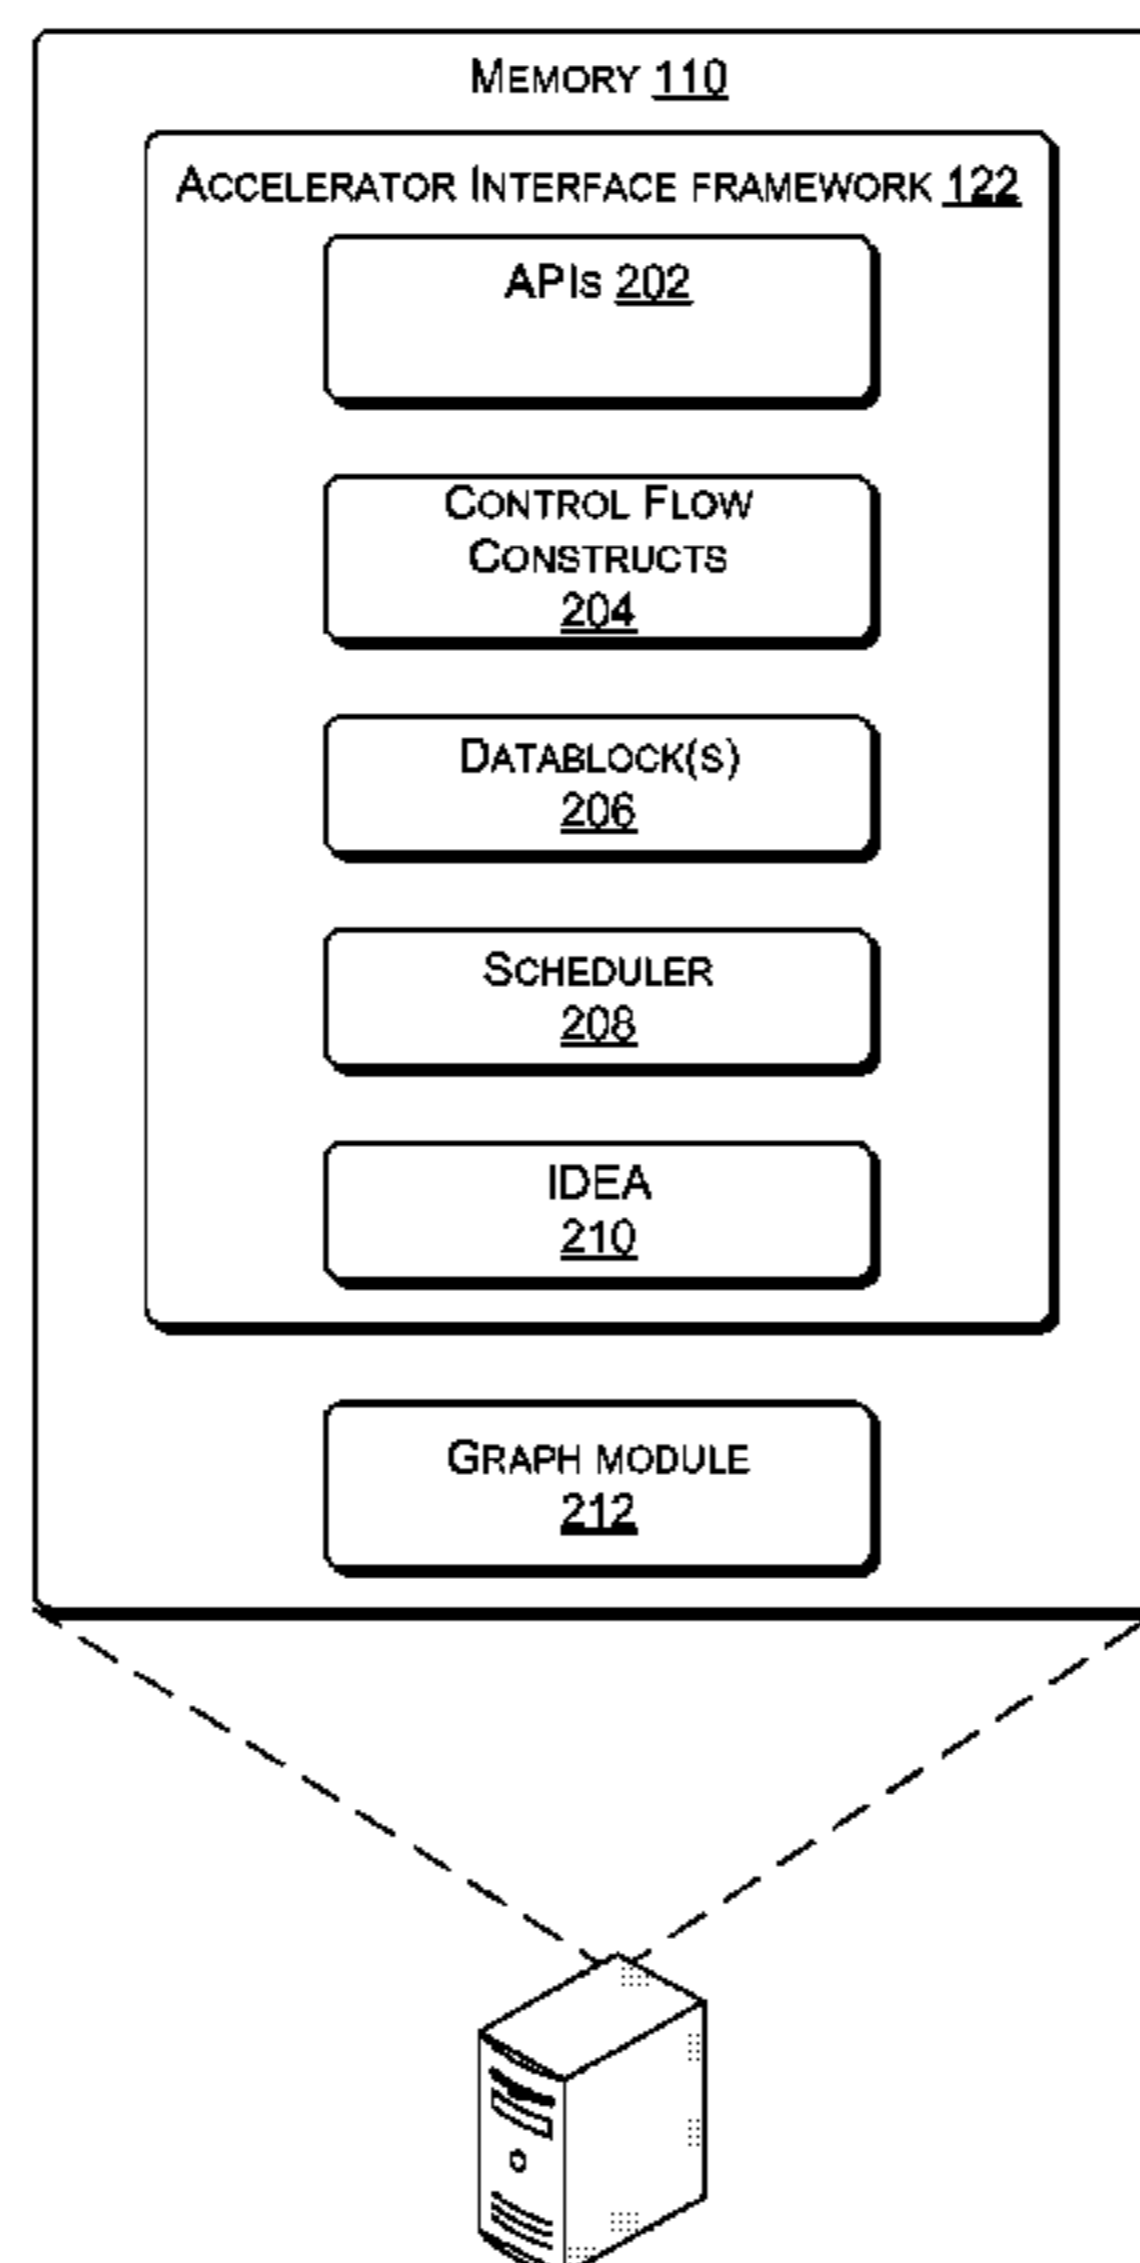 MEMORY 110
ACCELERATOR INTERFACE FRAMEWORK 122
APIS 202
CONTROL FLOW
CONSTRUCTS
204
DATABLOCK(S)
206
SCHEDULER
208
IDEA
210
GRAPH MODULE
212